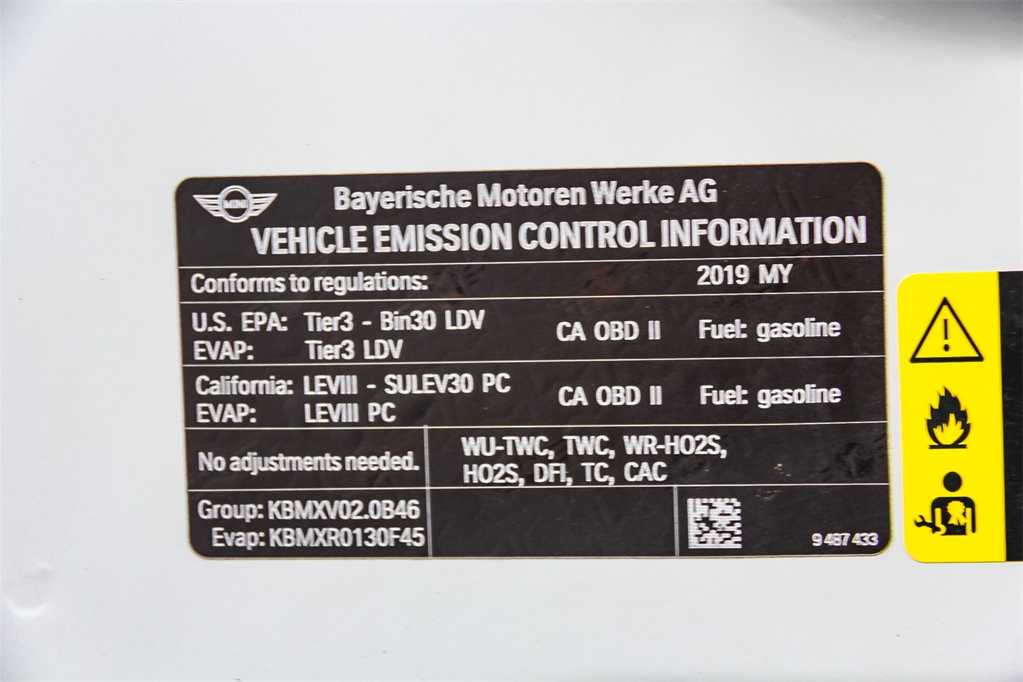 MINI
Bayerische Motoren Werke AG
VEHICLE EMISSION CONTROL INFORMATION
Conforms to regulations: 2019 MY
U.S. EPA: Tier3 - Bin30 LDV CA OBD II Fuel: gasoline
EVAP: Tier3 LDV
California: LEVIII - SULEV30 PC CA OBD II Fuel: gasoline
EVAP: LEVIII PC
No adjustments needed. WU-TWC, TWC, WR-HO2S,
HO2S, DFI, TC, CAC
Group: KBMXV02.0B46
Evap: KBMXR0130F45
9 487 433